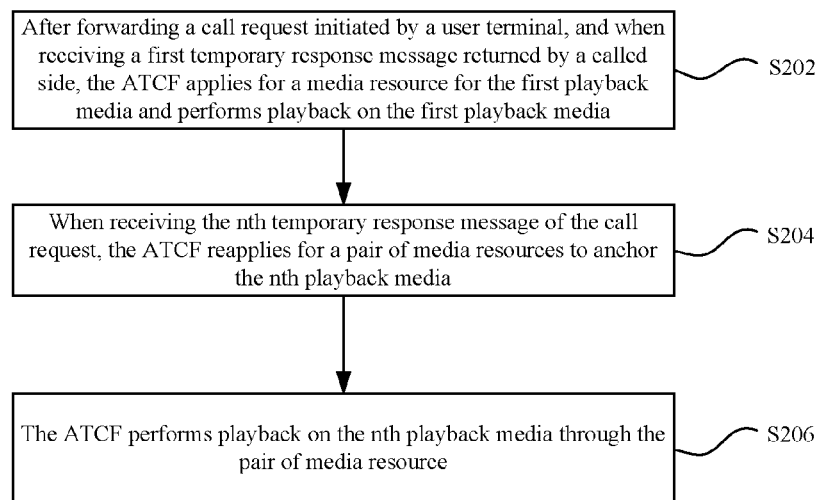 After forwarding a call request initiated by a user terminal, and when
receiving a first temporary response message returned by a called
side, the ATCF applies for a media resource for the first playback
media and performs playback on the first playback media
S202
When receiving the nth temporary response message of the call
request, the ATCF reapplies for a pair of media resources to anchor
the nth playback media
S204
The ATCF performs playback on the nth playback media through the
pair of media resource
S206